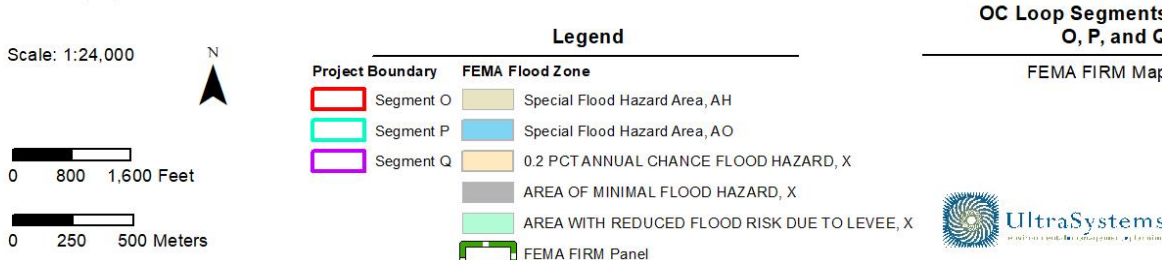 Scale: 1:24,000
N
0 800 1,600 Feet
0 250 500 Meters
Legend
Project Boundary FEMA Flood Zone
Segment O Special Flood Hazard Area, AH
Segment P Special Flood Hazard Area, AO
Segment Q 0.2 PCT ANNUAL CHANCE FLOOD HAZARD, X
AREA OF MINIMAL FLOOD HAZARD, X
AREA WITH REDUCED FLOOD RISK DUE TO LEVEE, X
FEMA FIRM Panel
OC Loop Segments
O, P, and Q
FEMA FIRM Map
UltraSystems